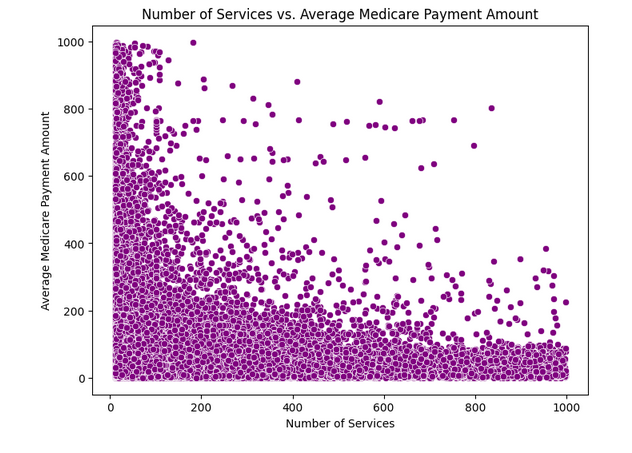 Number of Services vs. Average Medicare Payment Amount
Average Medicare Payment Amount
1000
800
600
400
200
0
0 200 400 600 800 1000
Number of Services